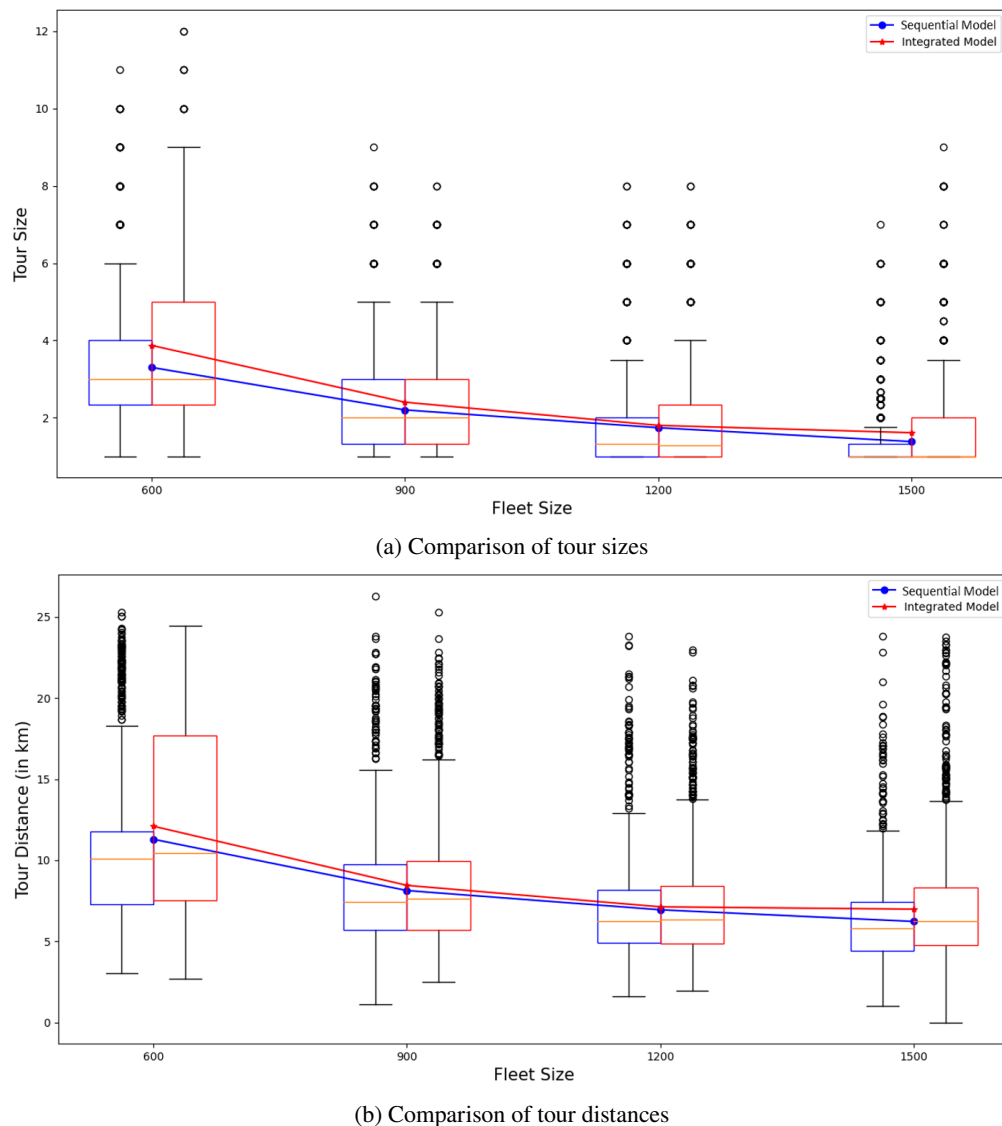 Sequential Model
Integrated Model
12
10
8
6
4
2
Tour Size
600 900 1200 1500
Fleet Size
(a) Comparison of tour sizes
Sequential Model
Integrated Model
25
20
15
10
5
0
Tour Distance (in km)
600 900 1200 1500
Fleet Size
(b) Comparison of tour distances